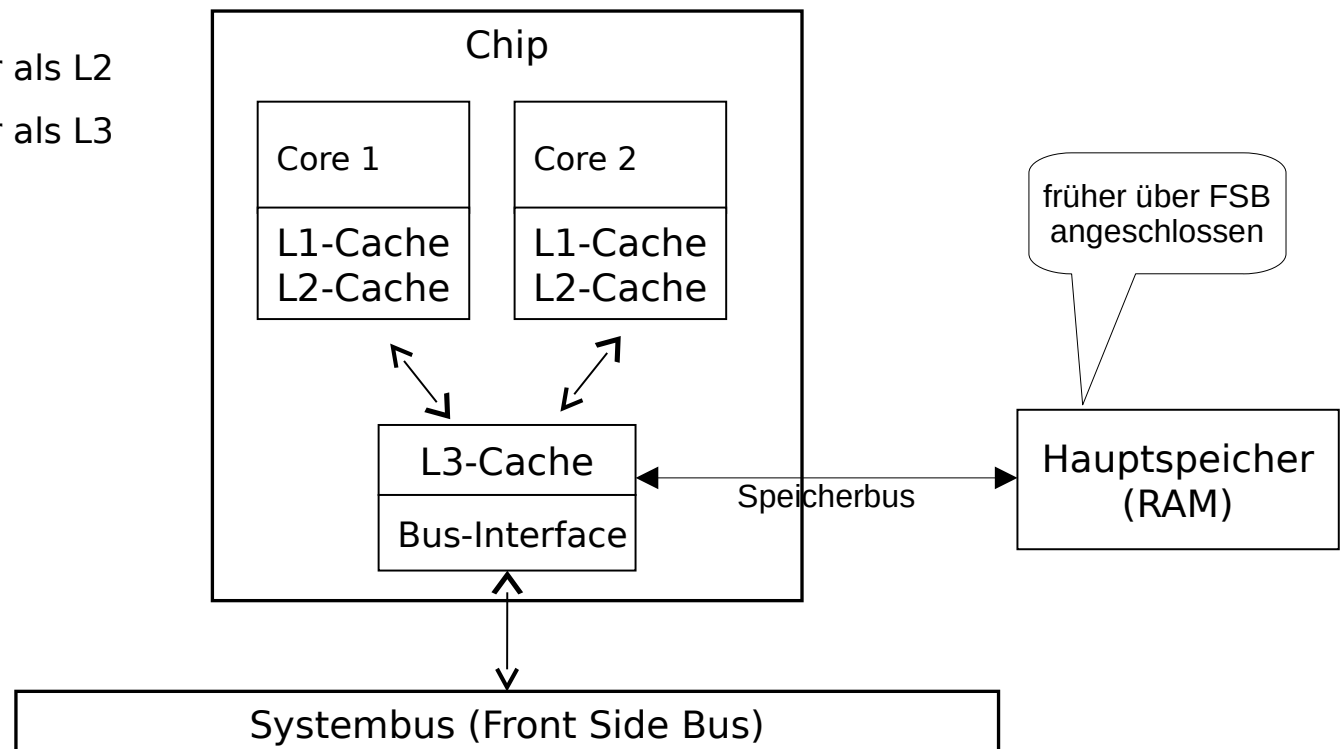 Chip
r als L2
r als L3
Core 1
Core 2
L1-Cache
L2-Cache
L1-Cache
L2-Cache
früher über FSB
angeschlossen
L3-Cache
Bus-Interface
Speicherbus
Hauptspeicher
(RAM)
Systembus (Front Side Bus)